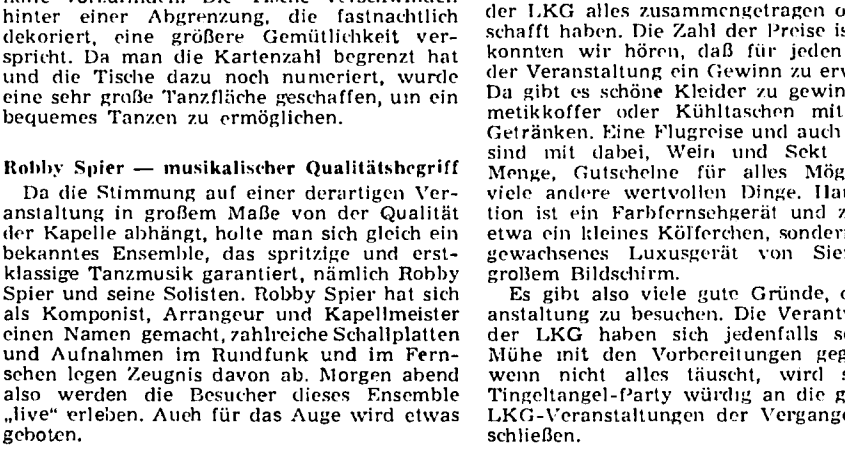 hinter einer Abgrenzung, die fastnachtlich
dekoriert, eine größere Gemütlichkeit ver-
spricht. Da man die Kartenzahl begrenzt hat
und die Tische dazu noch numeriert, wurde
eine sehr große Tanzfläche geschaffen, um ein
bequemes Tanzen zu ermöglichen.
Robby Spier — musikalischer Qualitätsbegriff
Da die Stimmung auf einer derartigen Ver-
anstaltung in großem Maße von der Qualität
der Kapelle abhängt, holte man sich gleich ein
bekanntes Ensemble, das spritzige und erst-
klassige Tanzmusik garantiert, nämlich Robby
Spier und seine Solisten. Robby Spier hat sich
als Komponist, Arrangeur und Kapellmeister
einen Namen gemacht, zahlreiche Schallplatten
und Aufnahmen im Rundfunk und im Fern-
sehen legen Zeugnis davon ab. Morgen abend
also werden die Besucher dieses Ensemble
„live“ erleben. Auch für das Auge wird etwas
geboten.
der LKG alles zusammengetragen o
schafft haben. Die Zahl der Preise is
konnten wir hören, daß für jeden
der Veranstaltung ein Gewinn zu erw
Da gibt es schöne Kleider zu gewin
metikkoffer oder Kühltaschen mit
Getränken. Eine Flugreise und auch
sind mit dabei, Wein und Sekt
Menge, Gutscheine für alles Mög
viele andere wertvollen Dinge. Hau
tion ist ein Farbfernsehgerät und z
etwa ein kleines Köfferchen, sonder
gewachsenes Luxusgerät von Sie
großem Bildschirm.
Es gibt also viele gute Gründe, d
anstaltung zu besuchen. Die Verant
der LKG haben sich jedenfalls se
Mühe mit den Vorbereitungen geg
wenn nicht alles täuscht, wird s
Tingeltangel-Party würdig an die g
LKG-Veranstaltungen der Vergange
schließen.